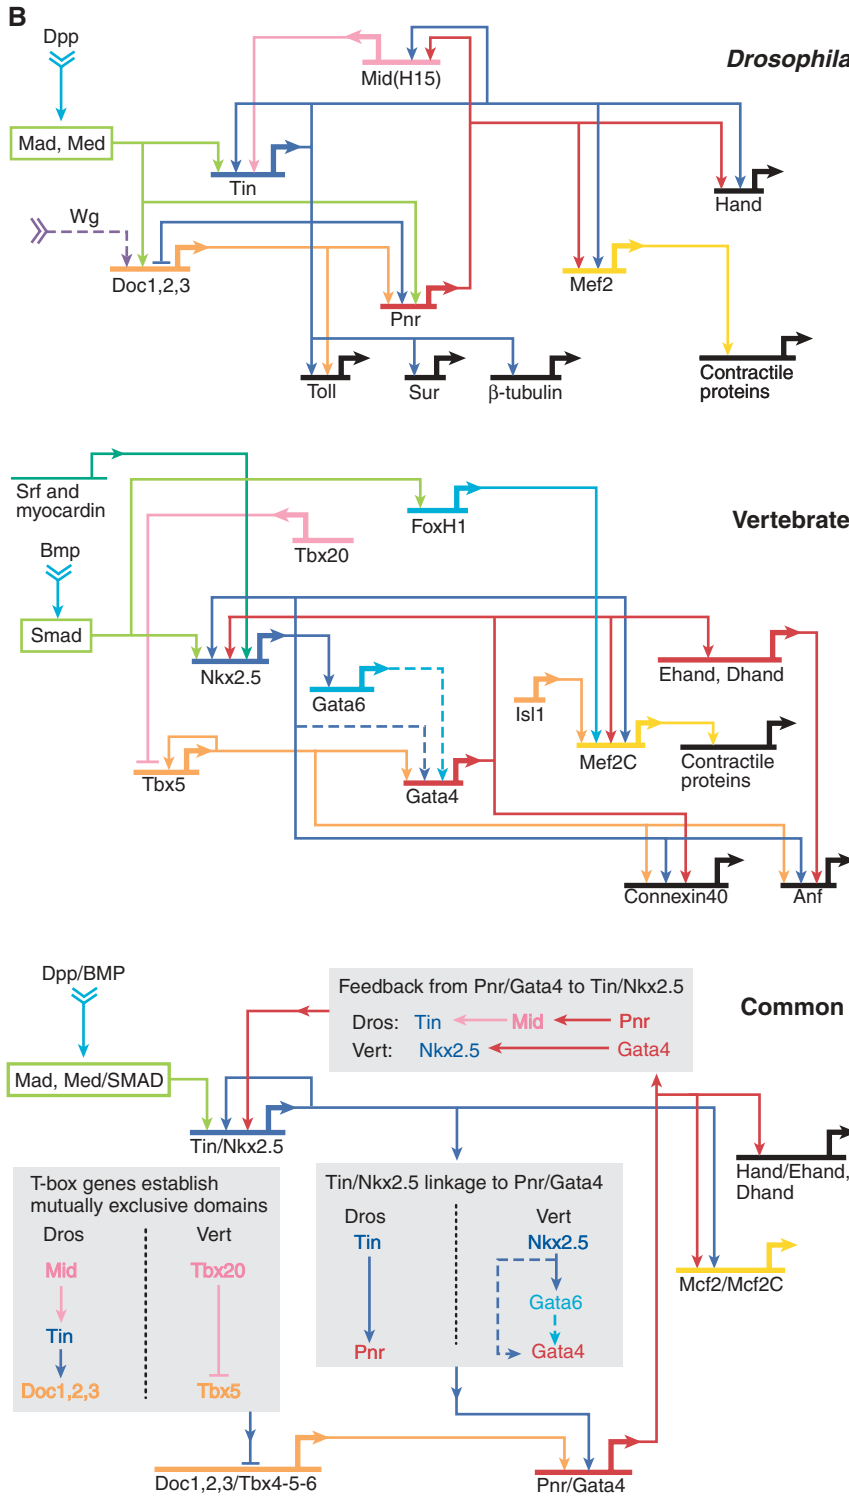 B
Dpp
Drosophila
Mid(H15)
Mad, Med
Tin
Hand
Wg
Doc1,2,3
Mef2
Pnr
Toll
Sur
β-tubulin
Contractile
proteins
Srf and
myocardin
FoxH1
Vertebrate
Tbx20
Bmp
Smad
Nkx2.5
Ehand, Dhand
Gata6
Isl1
Mef2C
Contractile
proteins
Tbx5
Gata4
Connexin40
Anf
Dpp/BMP
Feedback from Pnr/Gata4 to Tin/Nkx2.5
Common
Dros: Tin Mid Pnr
Vert: Nkx2.5 Gata4
Mad, Med/SMAD
Tin/Nkx2.5
Hand/Ehand,
Dhand
T-box genes establish
mutually exclusive domains
Dros Vert
Mid Tbx20
Tin
Doc1,2,3 Tbx5
Tin/Nkx2.5 linkage to Pnr/Gata4
Dros Vert
Tin Nkx2.5
Gata6
Pnr Gata4
Mcf2/Mcf2C
Doc1,2,3/Tbx4-5-6
Pnr/Gata4